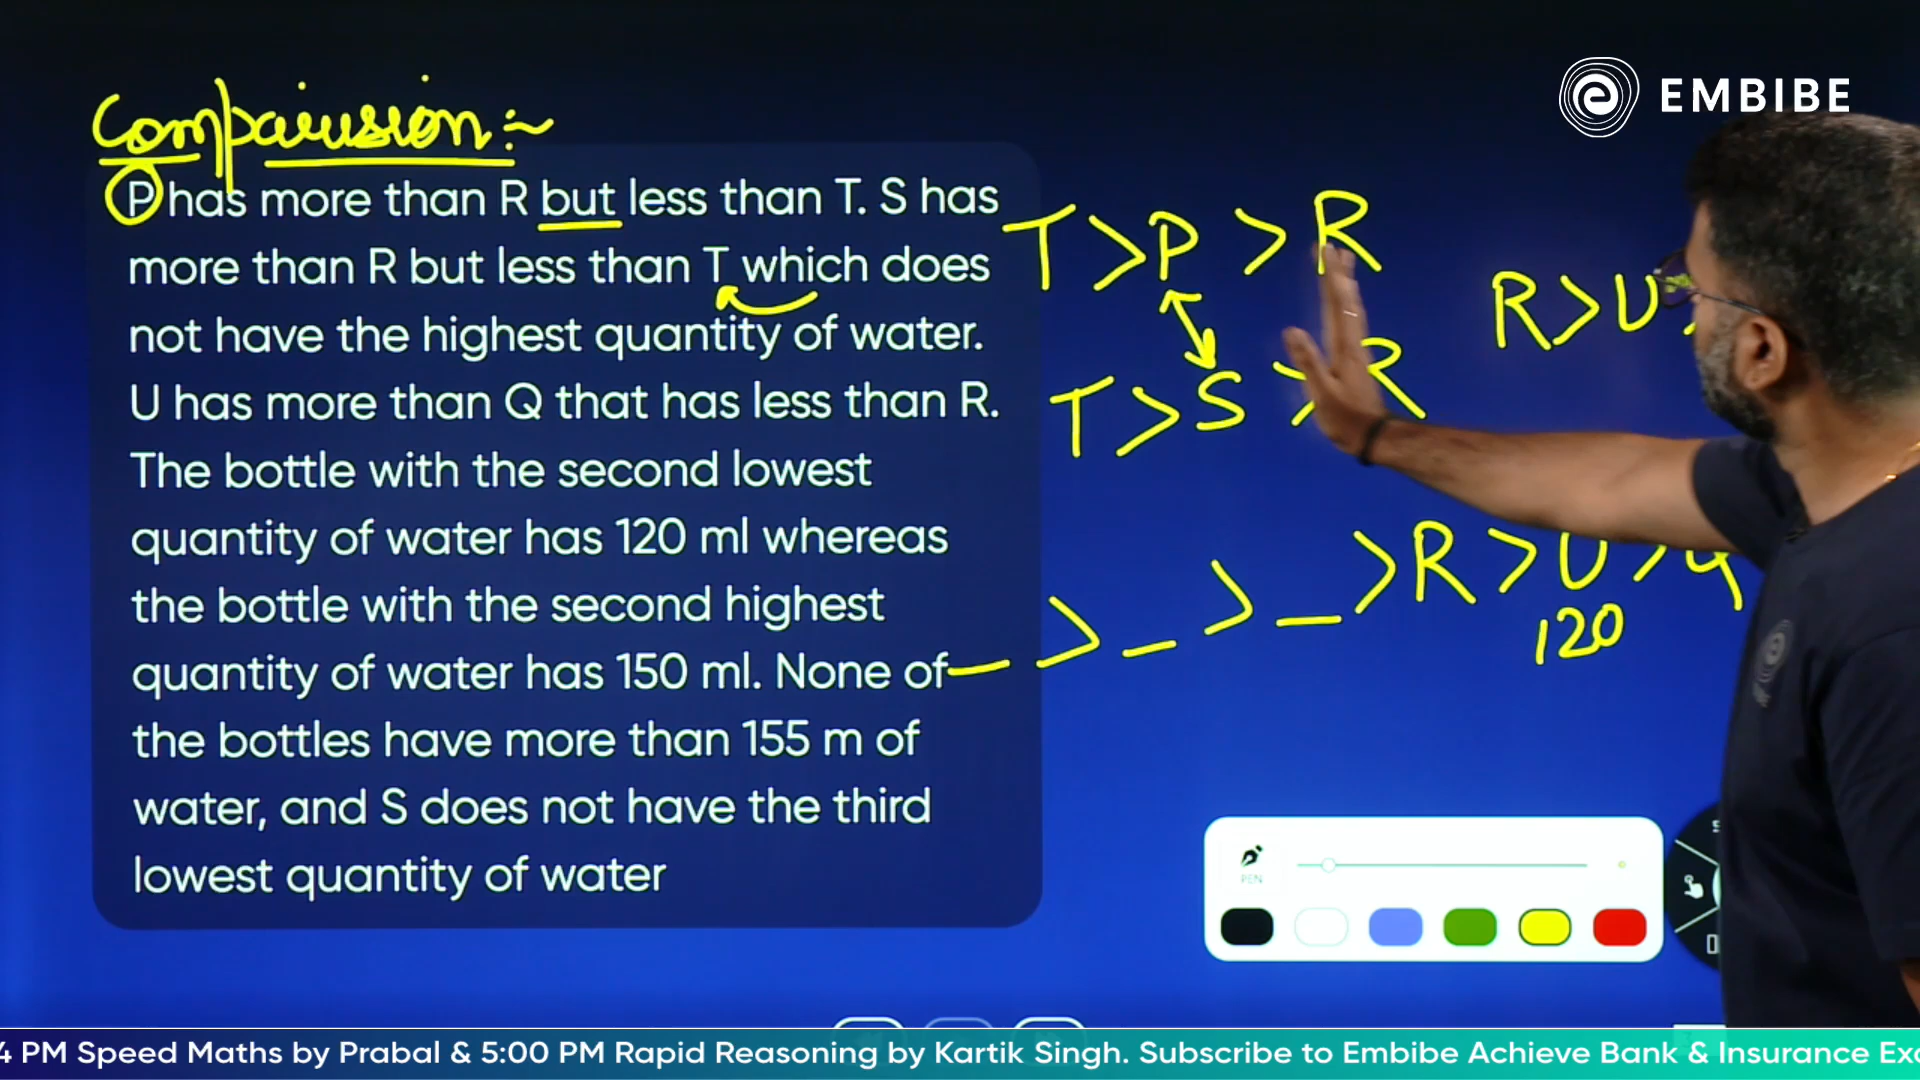 EMBIBE
Compairision :~
P has more than R but less than T. S has
more than R but less than T which does
not have the highest quantity of water.
U has more than Q that has less than R.
The bottle with the second lowest
quantity of water has 120 ml whereas
the bottle with the second highest
quantity of water has 150 ml. None of
the bottles have more than 155 m of
water, and S does not have the third
lowest quantity of water
T > P > R
R > U
T > S > R
_ > _ > _ > R > U >
120
PEN
4 PM Speed Maths by Prabal & 5:00 PM Rapid Reasoning by Kartik Singh. Subscribe to Embibe Achieve Bank & Insurance